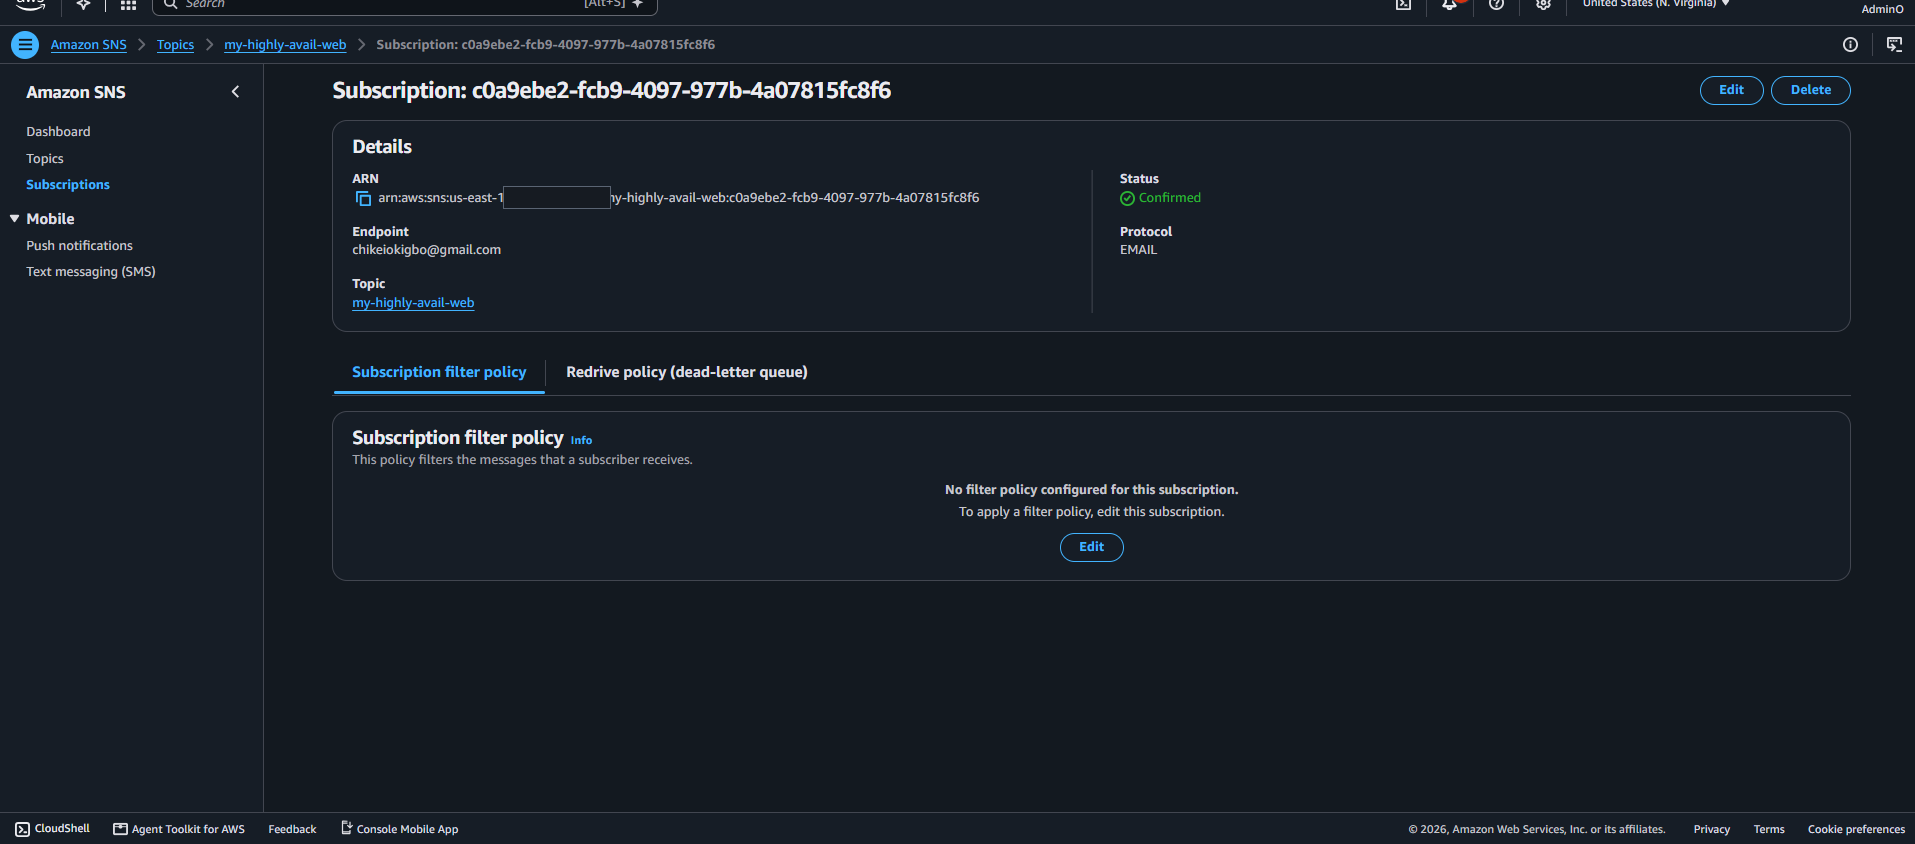 aws
Search
[Alt+S]
United States (N. Virginia)
AdminO
Amazon SNS
Topics
my-highly-avail-web
Subscription: c0a9ebe2-fcb9-4097-977b-4a07815fc8f6
Amazon SNS
Dashboard
Topics
Subscriptions
Mobile
Push notifications
Text messaging (SMS)
Subscription: c0a9ebe2-fcb9-4097-977b-4a07815fc8f6
Edit
Delete
Details
ARN
arn:aws:sns:us-east-1 my-highly-avail-web:c0a9ebe2-fcb9-4097-977b-4a07815fc8f6
Endpoint
chikeiokigbo@gmail.com
Topic
my-highly-avail-web
Status
Confirmed
Protocol
EMAIL
Subscription filter policy
Redrive policy (dead-letter queue)
Subscription filter policy Info
This policy filters the messages that a subscriber receives.
No filter policy configured for this subscription.
To apply a filter policy, edit this subscription.
Edit
CloudShell
Agent Toolkit for AWS
Feedback
Console Mobile App
© 2026, Amazon Web Services, Inc. or its affiliates.
Privacy
Terms
Cookie preferences